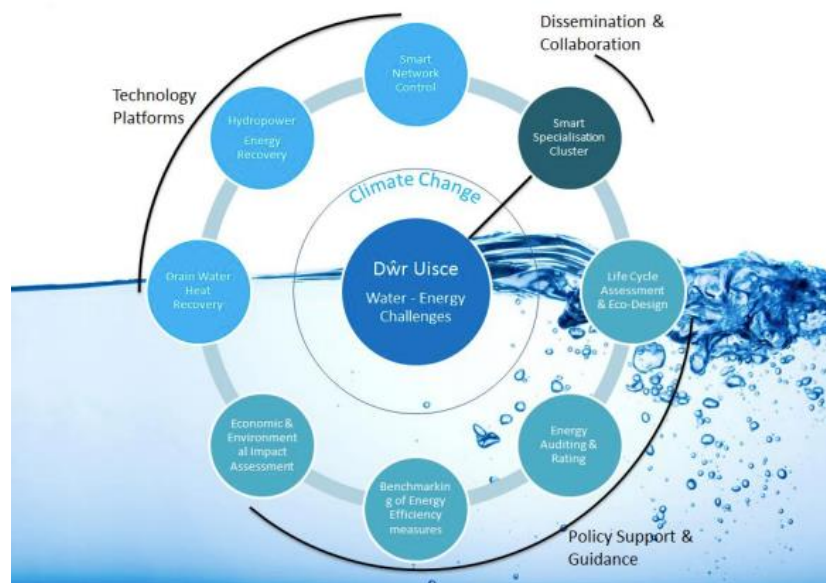 Dissemination &
Collaboration
Technology
Platforms
Smart
Network
Control
Hydropower
Energy
Recovery
Smart
Specialisation
Cluster
Climate Change
Dŵr Uisce
Water - Energy
Challenges
Drain Water
Heat
Recovery
Life Cycle
Assessment
& Eco-Design
Economic &
Environment
al Impact
Assessment
Energy
Auditing &
Rating
Benchmarkin
g of Energy
Efficiency
measures
Policy Support &
Guidance